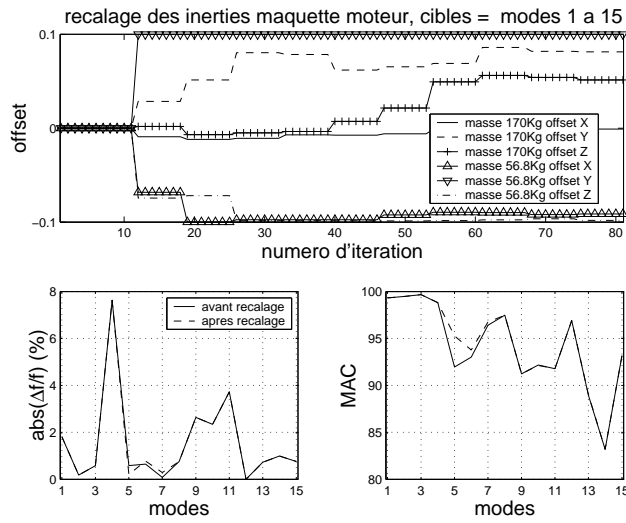 recalage des inerties maquette moteur, cibles = modes 1 a 15
0.1
0
−0.1
offset
10 20 30 40 50 60 70 80
numero d'iteration
masse 170Kg offset X
masse 170Kg offset Y
masse 170Kg offset Z
masse 56.8Kg offset X
masse 56.8Kg offset Y
masse 56.8Kg offset Z
8
6
4
2
0
abs(Δf/f) (%)
avant recalage
apres recalage
1 3 5 7 9 11 13 15
modes
100
95
90
85
80
MAC
1 3 5 7 9 11 13 15
modes